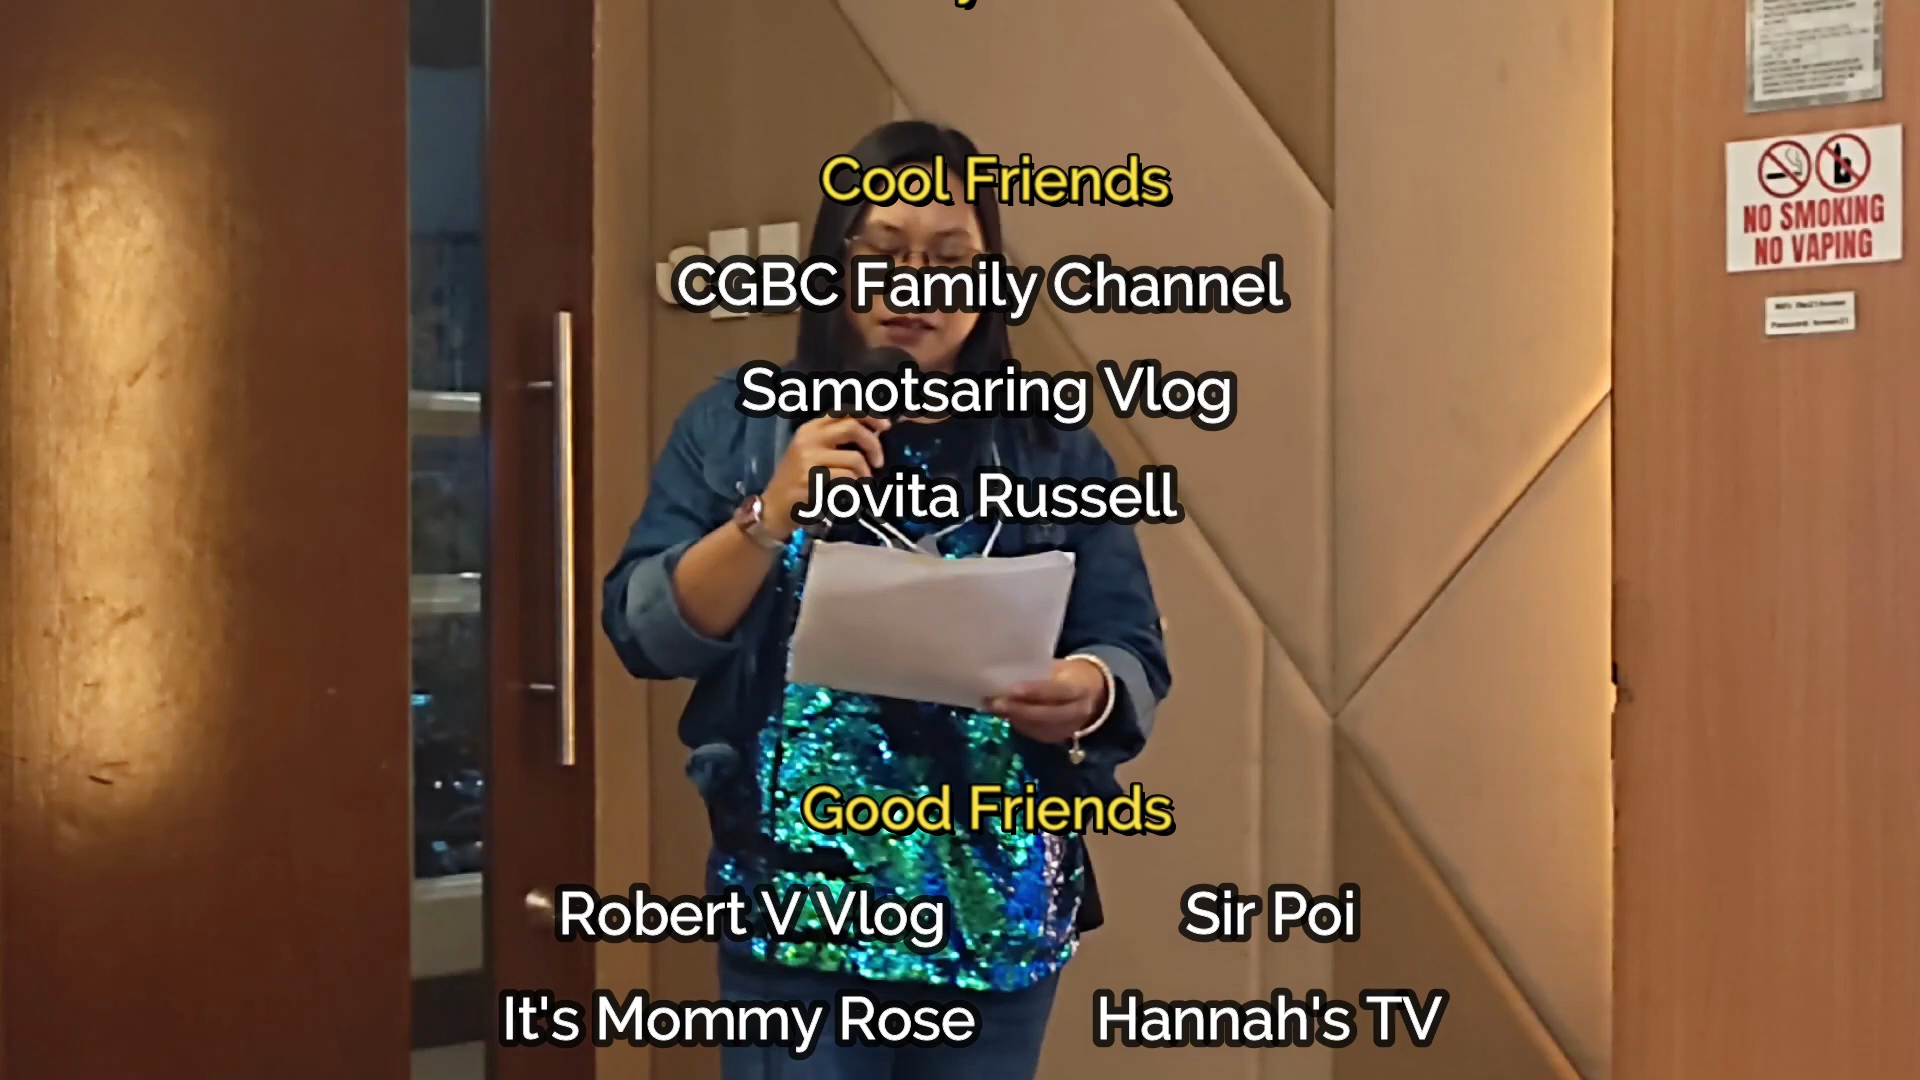 Cool Friends
CGBC Family Channel
Samotsaring Vlog
Jovita Russell
Good Friends
Robert V Vlog
Sir Poi
It's Mommy Rose
Hannah's TV
NO SMOKING
NO VAPING